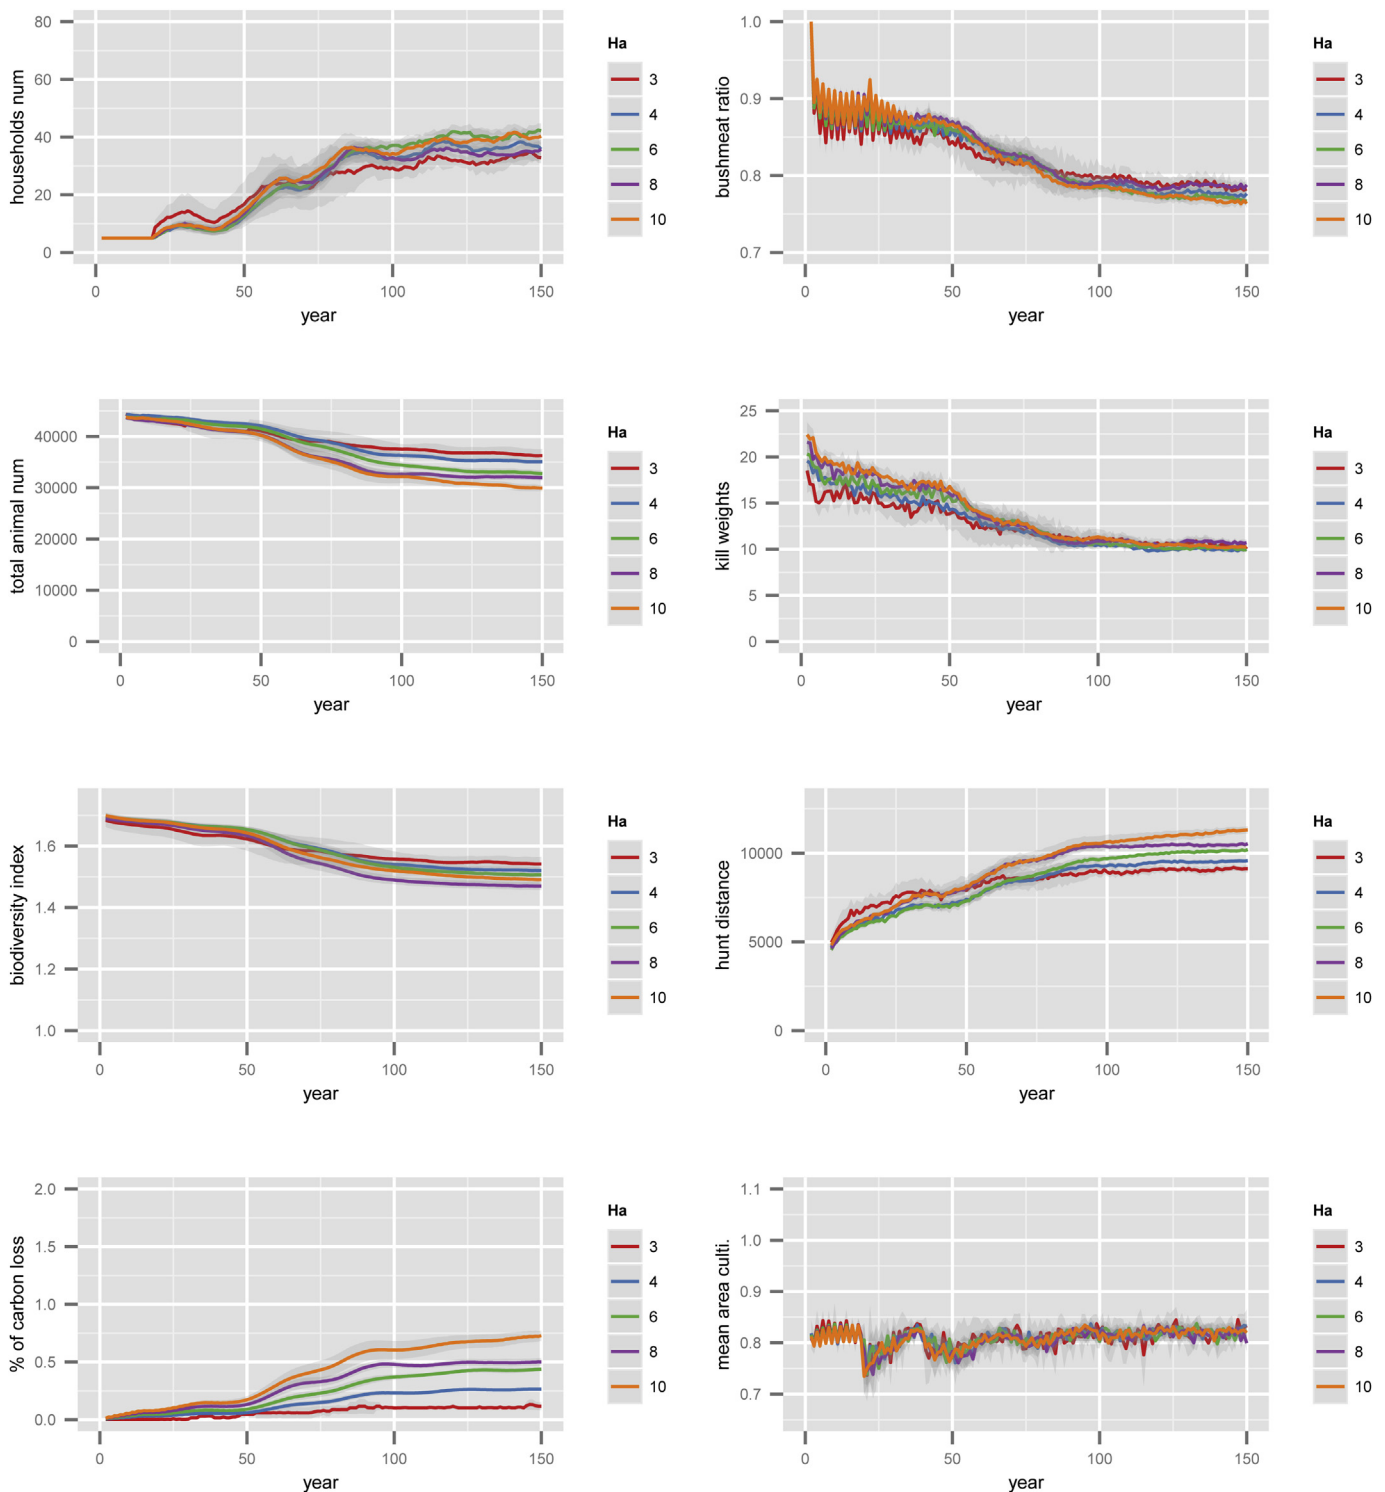 households num
80
60
40
20
0
0 50 100 150
year
Ha
3
4
6
8
10
bushmeat ratio
1.0
0.9
0.8
0.7
0 50 100 150
year
Ha
3
4
6
8
10
total animal num
40000
30000
20000
10000
0
0 50 100 150
year
Ha
3
4
6
8
10
kill weights
25
20
15
10
5
0
0 50 100 150
year
Ha
3
4
6
8
10
biodiversity index
1.6
1.4
1.2
1.0
0 50 100 150
year
Ha
3
4
6
8
10
hunt distance
10000
5000
0
0 50 100 150
year
Ha
3
4
6
8
10
% of carbon loss
2.0
1.5
1.0
0.5
0.0
0 50 100 150
year
Ha
3
4
6
8
10
mean area culti.
1.1
1.0
0.9
0.8
0.7
0 50 100 150
year
Ha
3
4
6
8
10